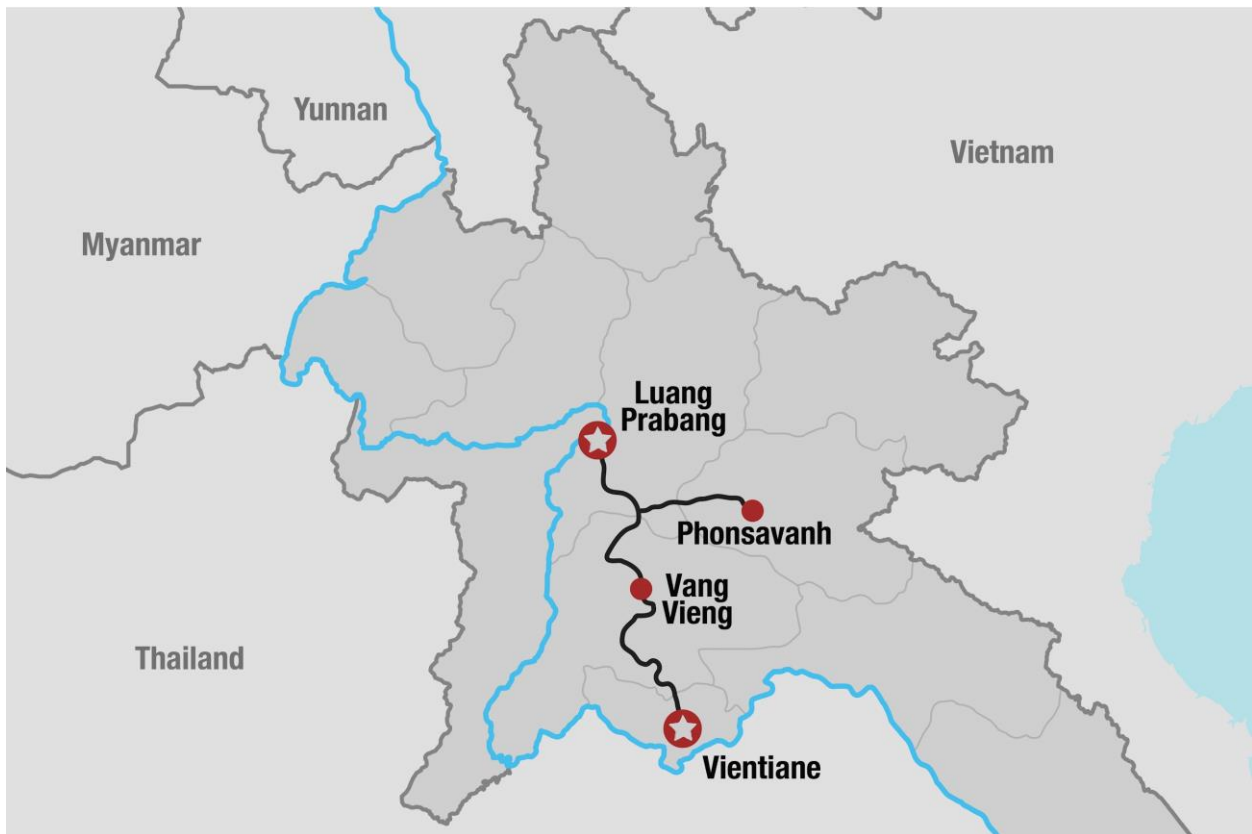 Yunnan
Vietnam
Myanmar
Luang
Prabang
Phonsavanh
Vang
Vieng
Thailand
Vientiane